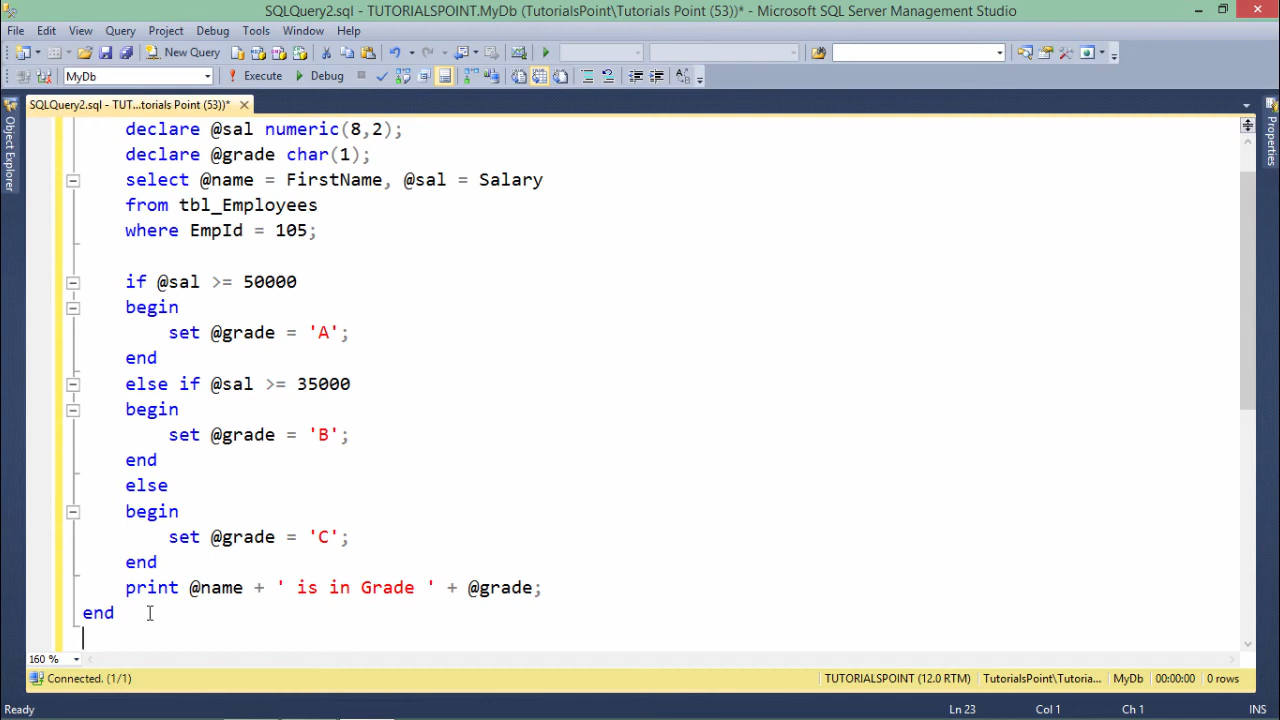 SQLQuery2.sql - TUTORIALSPOINT.MyDb (TutorialsPoint\Tutorials Point (53))* - Microsoft SQL Server Management Studio
File Edit View Query Project Debug Tools Window Help
New Query
MyDb Execute Debug
SQLQuery2.sql - TUT...torials Point (53))*
Object Explorer
Properties
declare @sal numeric(8,2);
declare @grade char(1);
select @name = FirstName, @sal = Salary
from tbl_Employees
where EmpId = 105;
if @sal >= 50000
begin
set @grade = 'A';
end
else if @sal >= 35000
begin
set @grade = 'B';
end
else
begin
set @grade = 'C';
end
print @name + ' is in Grade ' + @grade;
end
160 %
Connected. (1/1) TUTORIALSPOINT (12.0 RTM) TutorialsPoint\Tutoria... MyDb 00:00:00 0 rows
Ready Ln 23 Col 1 Ch 1 INS